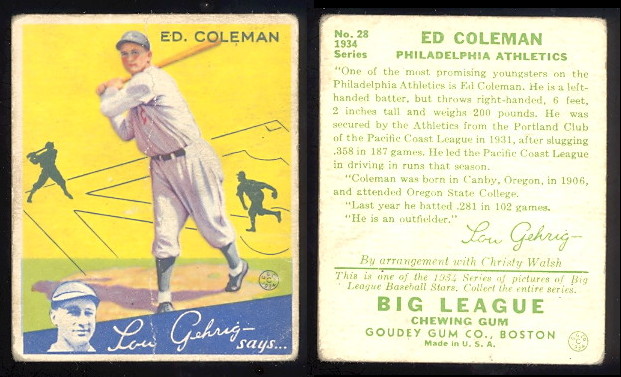 ED. COLEMAN
Lou Gehrig-
says...
No. 28
1934
Series
ED COLEMAN
PHILADELPHIA ATHLETICS
"One of the most promising youngsters on the
Philadelphia Athletics is Ed Coleman. He is a left-
handed batter, but throws right-handed, 6 feet,
2 inches tall and weighs 200 pounds. He was
secured by the Athletics from the Portland Club
of the Pacific Coast League in 1931, after slugging
.358 in 187 games. He led the Pacific Coast League
in driving in runs that season.
"Coleman was born in Canby, Oregon, in 1906,
and attended Oregon State College.
"Last year he batted .281 in 102 games.
"He is an outfielder."
Lou Gehrig-
By arrangement with Christy Walsh
This is one of the 1934 Series of pictures of Big
League Baseball Stars. Collect the entire series.
BIG LEAGUE
CHEWING GUM
GOUDEY GUM CO., BOSTON
Made in U. S. A.